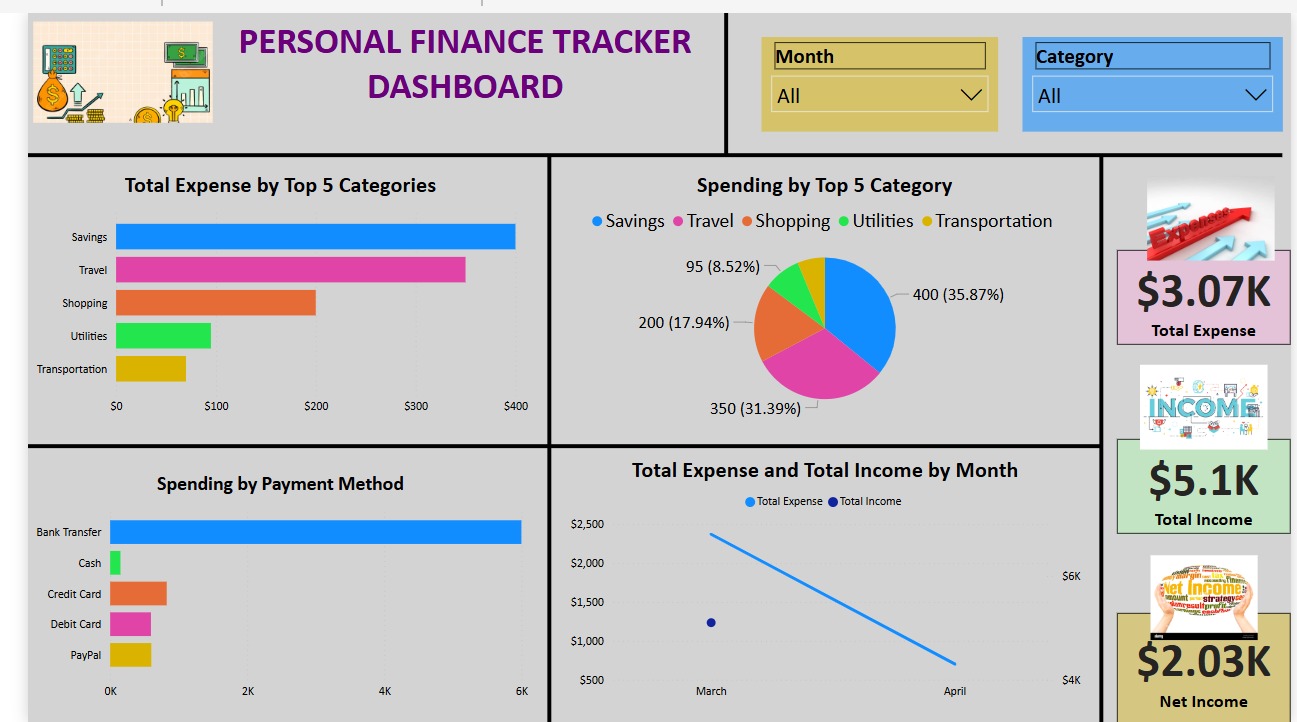 PERSONAL FINANCE TRACKER
DASHBOARD
Month
All
Category
All
Total Expense by Top 5 Categories
Savings
Travel
Shopping
Utilities
Transportation
$0 $100 $200 $300 $400
Spending by Top 5 Category
Savings Travel Shopping Utilities Transportation
95 (8.52%)
400 (35.87%)
200 (17.94%)
350 (31.39%)
Expenses
$3.07K
Total Expense
INCOME
$5.1K
Total Income
Spending by Payment Method
Bank Transfer
Cash
Credit Card
Debit Card
PayPal
0K 2K 4K 6K
Total Expense and Total Income by Month
Total Expense Total Income
$2,500
$2,000
$1,500
$1,000
$500
$6K
$4K
March April
Net Income
strategy
$2.03K
Net Income